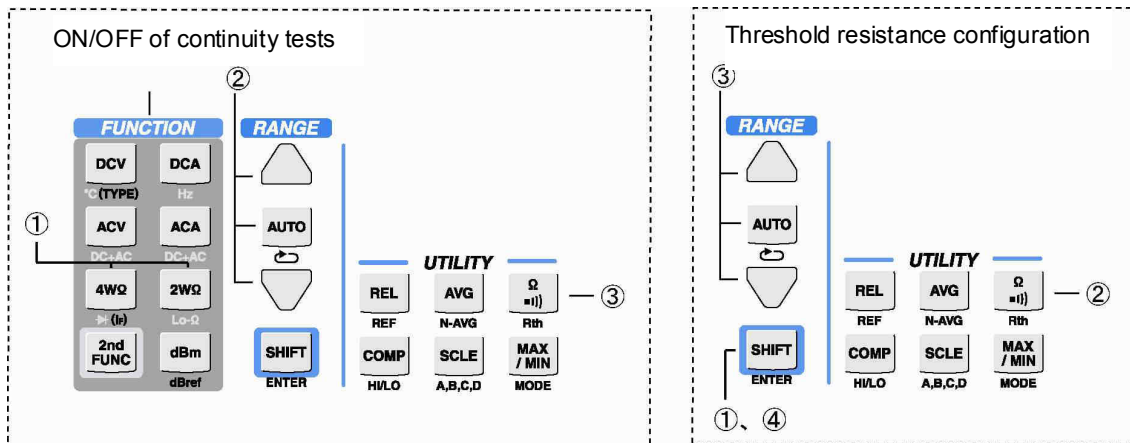 ON/OFF of continuity tests
②
FUNCTION RANGE
DCV DCA
°C(TYPE) Hz
①
ACV ACA AUTO
DC+AC DC+AC
UTILITY
4WΩ 2WΩ REL AVG Ω ③
(IF) Lo-Ω REF N-AVG Rth
2nd FUNC dBm SHIFT COMP SCLE MAX / MIN
dBref ENTER HI/LO A,B,C,D MODE
Threshold resistance configuration
③
RANGE
AUTO
UTILITY
REL AVG Ω ②
REF N-AVG Rth
SHIFT COMP SCLE MAX / MIN
ENTER HI/LO A,B,C,D MODE
①、④